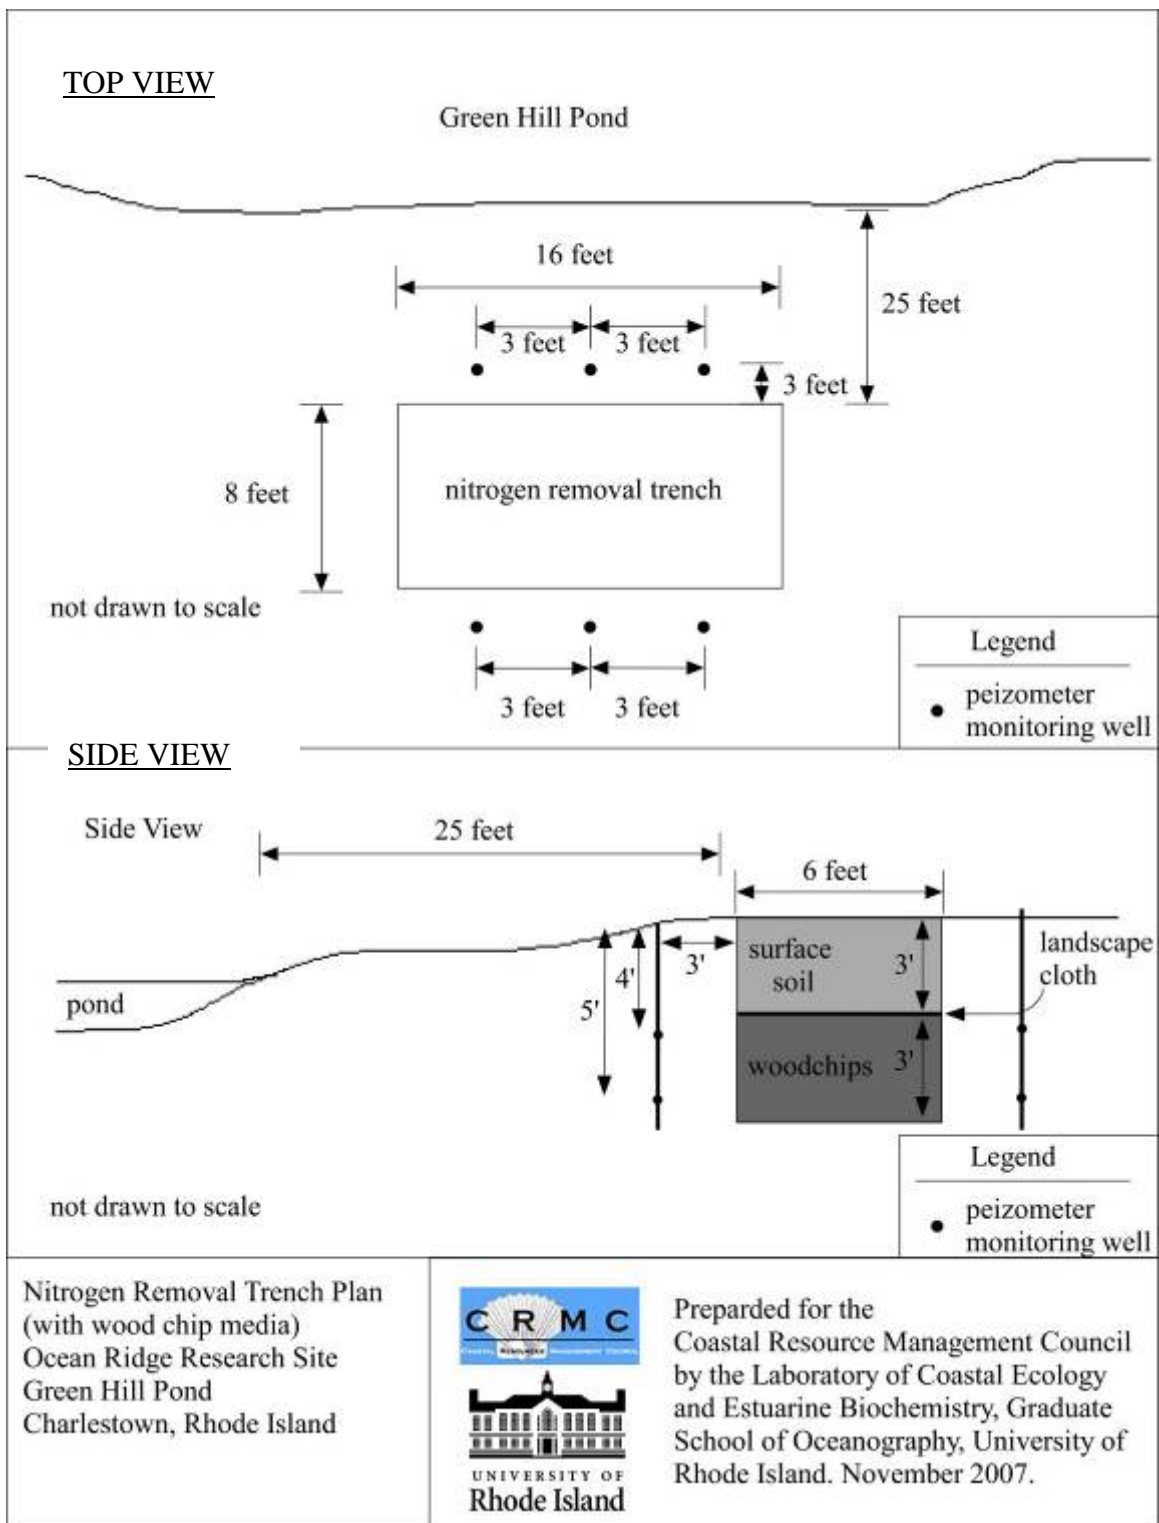 TOP VIEW
Green Hill Pond
16 feet
25 feet
3 feet
3 feet
3 feet
8 feet
nitrogen removal trench
not drawn to scale
3 feet
3 feet
Legend
peizometer
monitoring well
SIDE VIEW
Side View
25 feet
6 feet
surface
soil
3'
3'
4'
5'
landscape
cloth
pond
woodchips
3'
not drawn to scale
Legend
peizometer
monitoring well
Nitrogen Removal Trench Plan
(with wood chip media)
Ocean Ridge Research Site
Green Hill Pond
Charlestown, Rhode Island
C R M C
UNIVERSITY OF
Rhode Island
Preparded for the
Coastal Resource Management Council
by the Laboratory of Coastal Ecology
and Estuarine Biochemistry, Graduate
School of Oceanography, University of
Rhode Island. November 2007.